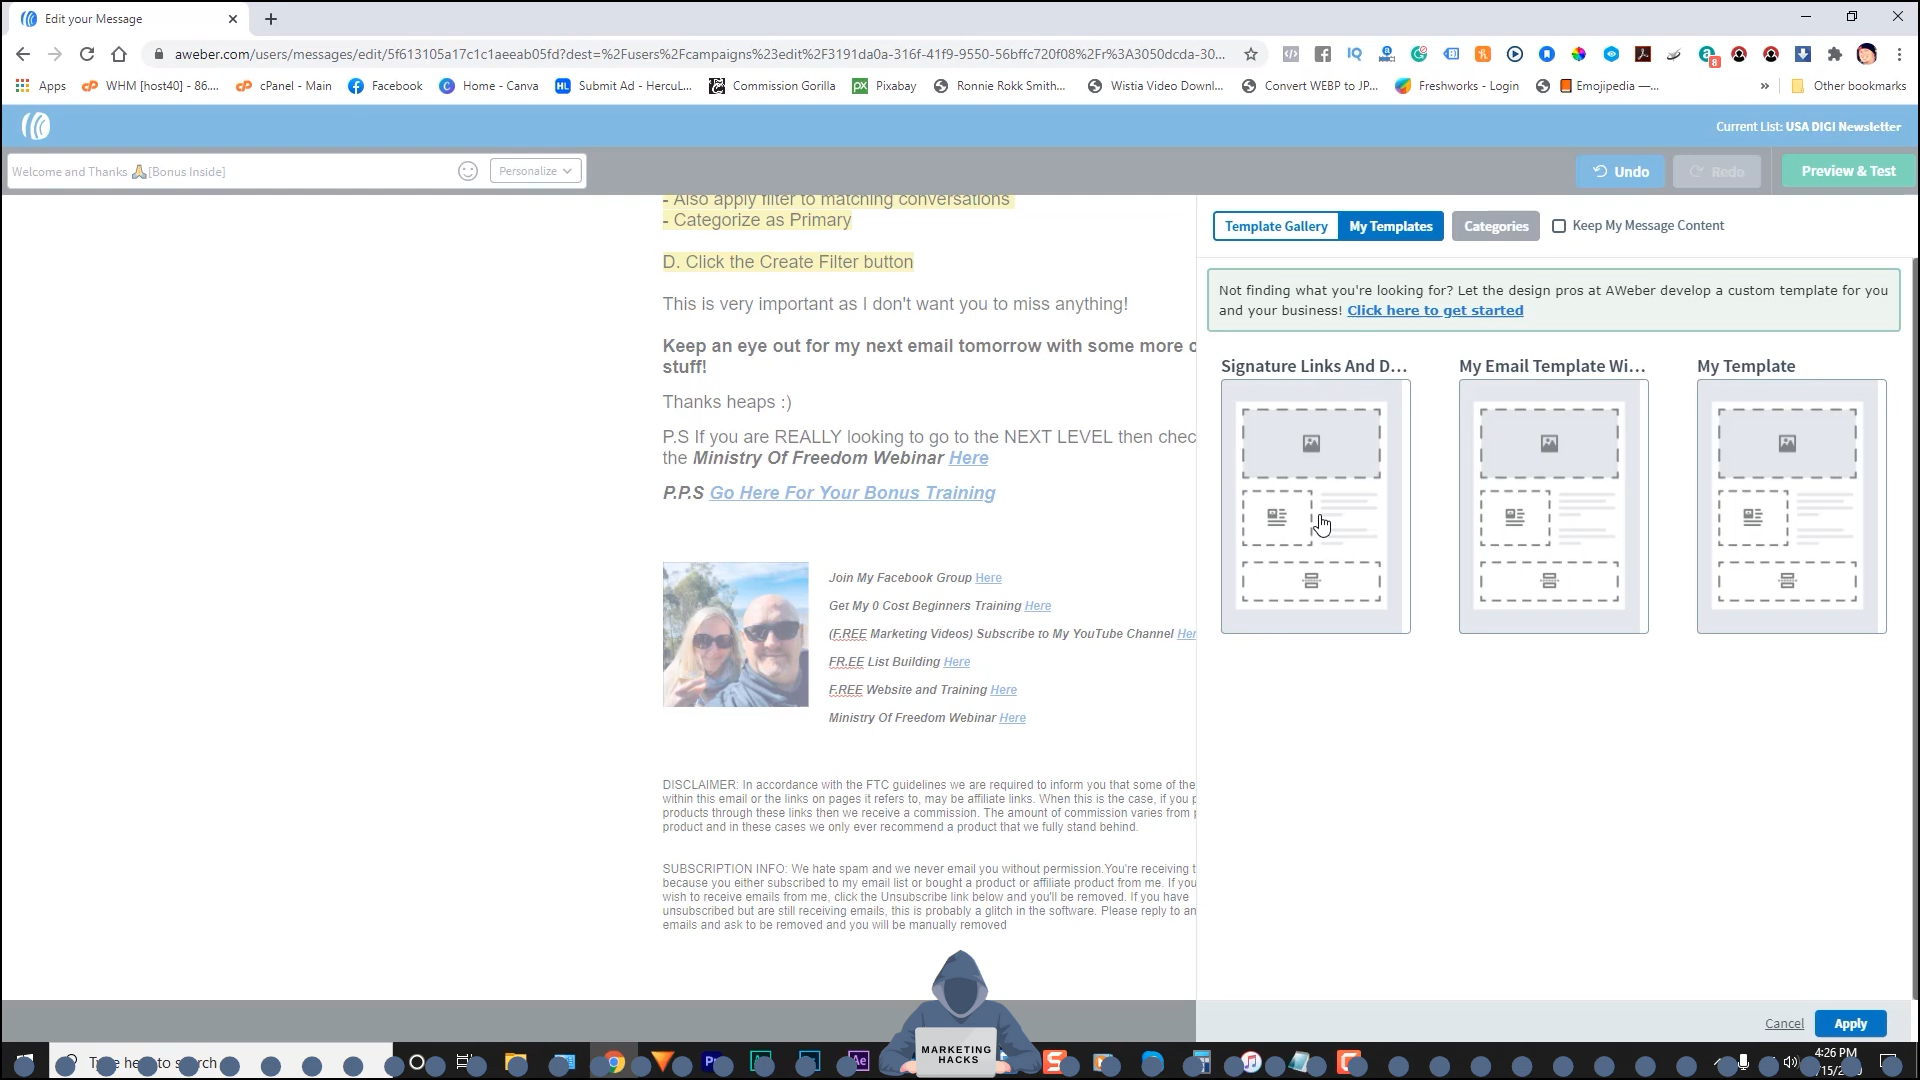 Edit your Message
aweber.com/users/messages/edit/5f613105a17c1c1aeeab05fd?dest=%2Fusers%2Fcampaigns%23edit%2F3191da0a-316f-41f9-9550-56bffc720f08%2Fr%3A3050dcda-30...
8
Apps
WHM [host40] - 86....
cPanel - Main
Facebook
Home - Canva
Submit Ad - HercuL...
Commission Gorilla
Pixabay
Ronnie Rokk Smith...
Wistia Video Downl...
Convert WEBP to JP...
Freshworks - Login
Emojipedia —...
»
Other bookmarks
Current List: USA DIGI Newsletter
Welcome and Thanks 🙏[Bonus Inside]
Personalize
Undo
Redo
Preview & Test
- Also apply filter to matching conversations
- Categorize as Primary
D. Click the Create Filter button
This is very important as I don't want you to miss anything!
Keep an eye out for my next email tomorrow with some more c
stuff!
Thanks heaps :)
P.S If you are REALLY looking to go to the NEXT LEVEL then chec
the Ministry Of Freedom Webinar Here
P.P.S Go Here For Your Bonus Training
Join My Facebook Group Here
Get My 0 Cost Beginners Training Here
(F.REE Marketing Videos) Subscribe to My YouTube Channel Her
FR.EE List Building Here
F.REE Website and Training Here
Ministry Of Freedom Webinar Here
DISCLAIMER: In accordance with the FTC guidelines we are required to inform you that some of the
within this email or the links on pages it refers to, may be affiliate links. When this is the case, if you p
products through these links then we receive a commission. The amount of commission varies from p
product and in these cases we only ever recommend a product that we fully stand behind.
SUBSCRIPTION INFO: We hate spam and we never email you without permission.You're receiving t
because you either subscribed to my email list or bought a product or affiliate product from me. If you
wish to receive emails from me, click the Unsubscribe link below and you'll be removed. If you have
unsubscribed but are still receiving emails, this is probably a glitch in the software. Please reply to an
emails and ask to be removed and you will be manually removed
Template Gallery
My Templates
Categories
Keep My Message Content
Not finding what you're looking for? Let the design pros at AWeber develop a custom template for you
and your business! Click here to get started
Signature Links And D...
My Email Template Wi...
My Template
Cancel
Apply
MARKETING
HACKS
4:26 PM